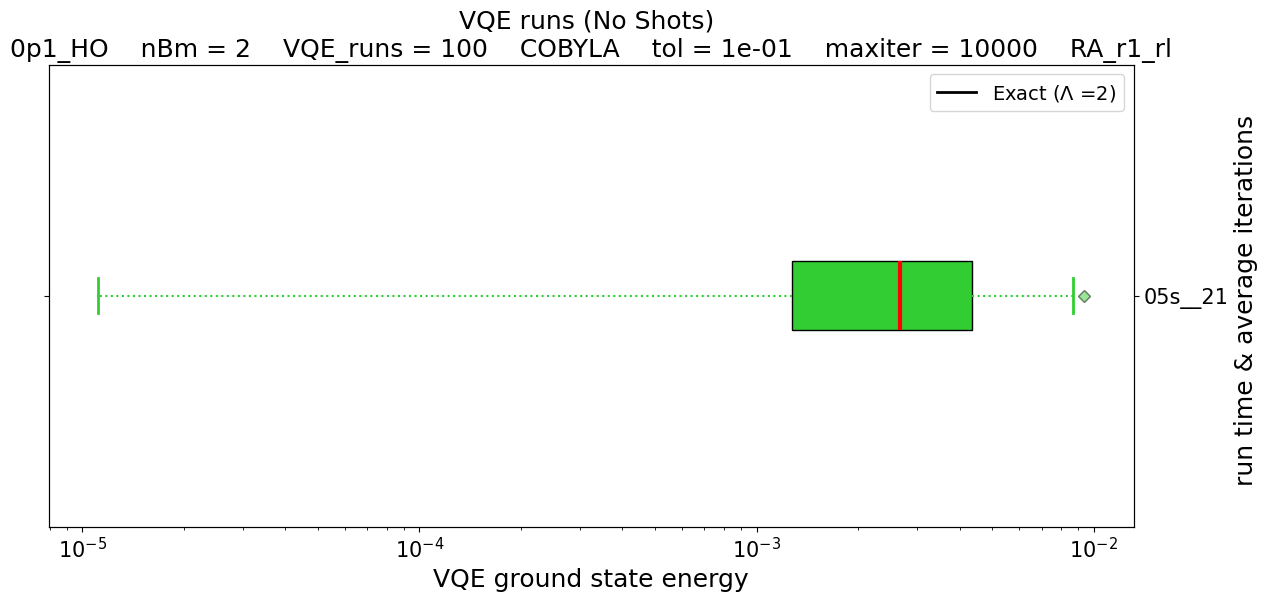 VQE runs (No Shots)
0p1_HO nBm = 2 VQE_runs = 100 COBYLA tol = 1e-01 maxiter = 10000 RA_r1_rl
Exact (Λ =2)
05s__21
run time & average iterations
10⁻⁵ 10⁻⁴ 10⁻³ 10⁻²
VQE ground state energy